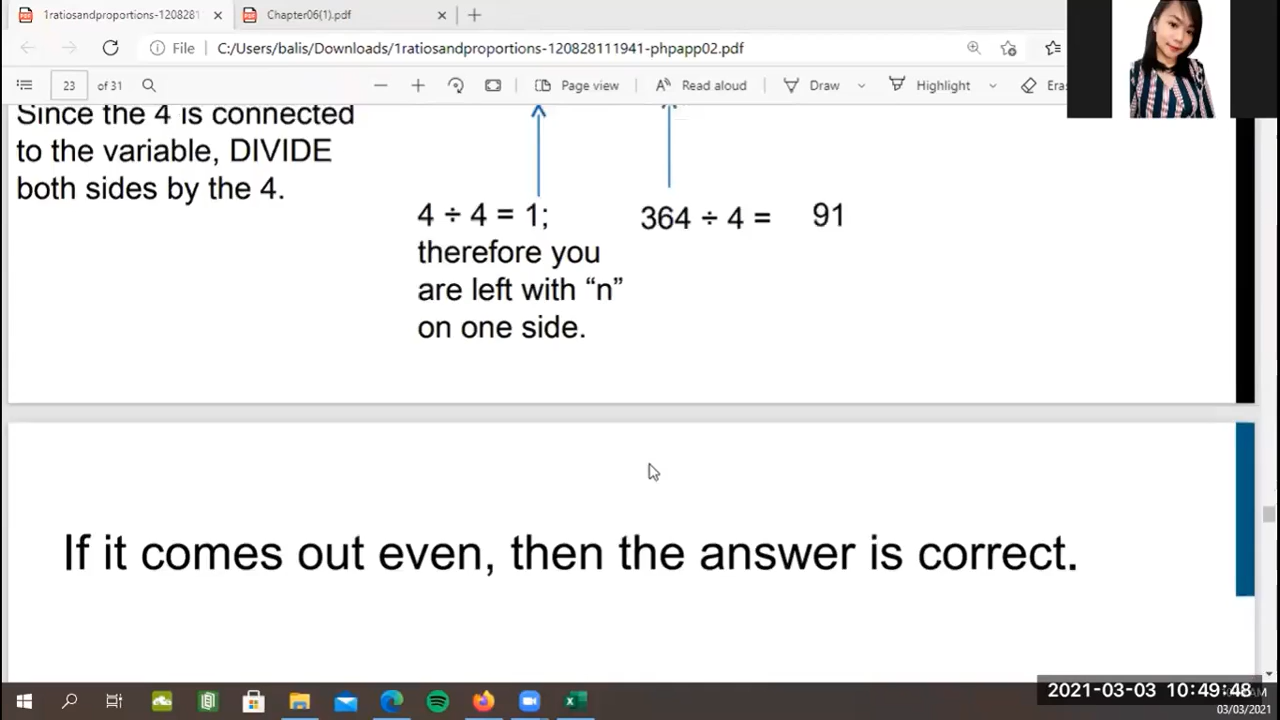 1ratiosandproportions-1208281
Chapter06(1).pdf
File
C:/Users/balis/Downloads/1ratiosandproportions-120828111941-phpapp02.pdf
23
of 31
Page view
Read aloud
Draw
Highlight
Since the 4 is connected
to the variable, DIVIDE
both sides by the 4.
4 ÷ 4 = 1;
therefore you
are left with “n”
on one side.
364 ÷ 4 = 91
If it comes out even, then the answer is correct.
2021-03-03 10:49:48
03/03/2021